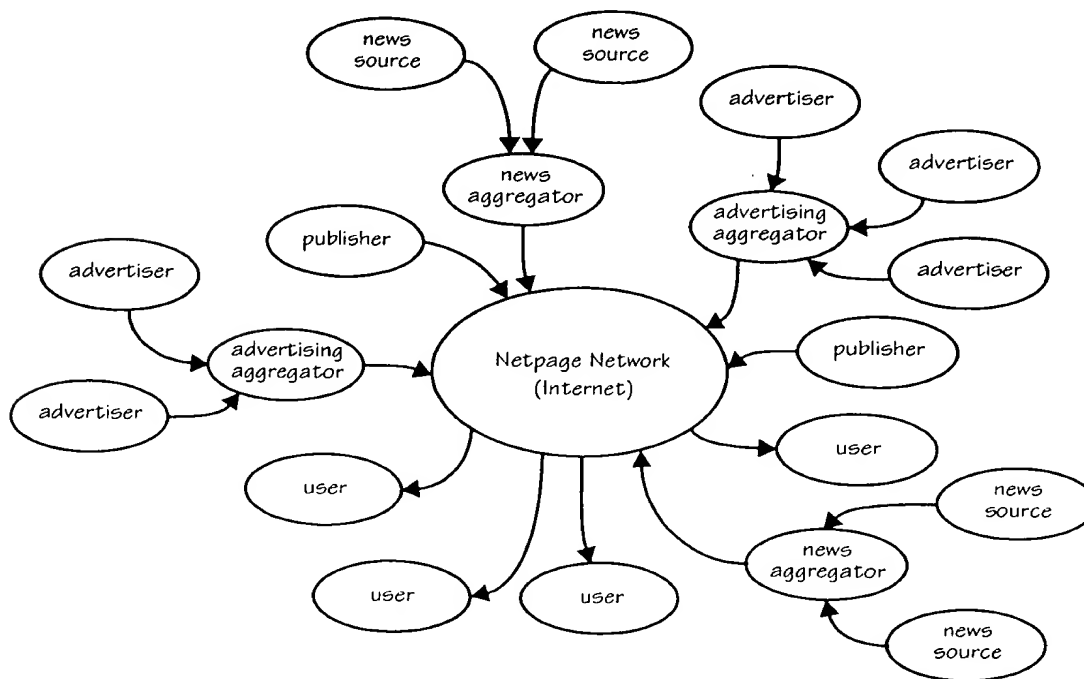 news
source
news
source
advertiser
advertiser
news
aggregator
advertising
aggregator
publisher
advertiser
advertiser
advertising
aggregator
Netpage Network
(Internet)
publisher
advertiser
user
user
news
source
news
aggregator
user
user
news
source